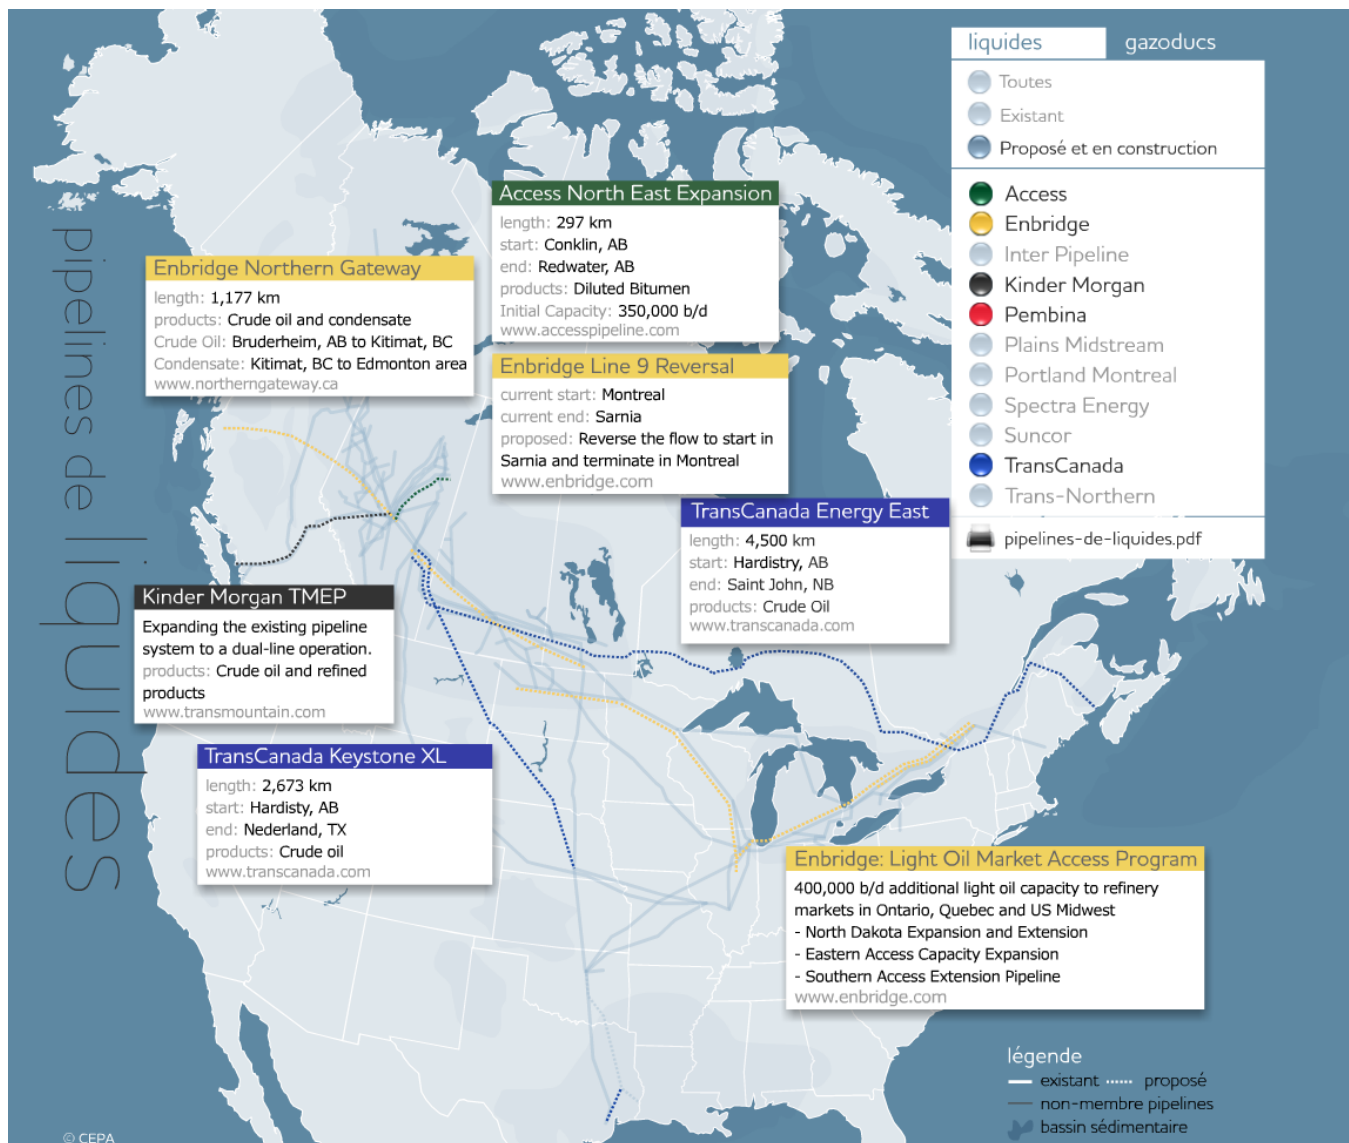 pipelines de liquides
liquides
gazoducs
Toutes
Existant
Proposé et en construction
Access
Enbridge
Inter Pipeline
Kinder Morgan
Pembina
Plains Midstream
Portland Montreal
Spectra Energy
Suncor
TransCanada
Trans-Northern
pipelines-de-liquides.pdf
Access North East Expansion
length: 297 km
start: Conklin, AB
end: Redwater, AB
products: Diluted Bitumen
Initial Capacity: 350,000 b/d
www.accesspipeline.com
Enbridge Northern Gateway
length: 1,177 km
products: Crude oil and condensate
Crude Oil: Bruderheim, AB to Kitimat, BC
Condensate: Kitimat, BC to Edmonton area
www.northerngateway.ca
Enbridge Line 9 Reversal
current start: Montreal
current end: Sarnia
proposed: Reverse the flow to start in
Sarnia and terminate in Montreal
www.enbridge.com
TransCanada Energy East
length: 4,500 km
start: Hardistry, AB
end: Saint John, NB
products: Crude Oil
www.transcanada.com
Kinder Morgan TMEP
Expanding the existing pipeline
system to a dual-line operation.
products: Crude oil and refined
products
www.transmountain.com
TransCanada Keystone XL
length: 2,673 km
start: Hardisty, AB
end: Nederland, TX
products: Crude oil
www.transcanada.com
Enbridge: Light Oil Market Access Program
400,000 b/d additional light oil capacity to refinery
markets in Ontario, Quebec and US Midwest
- North Dakota Expansion and Extension
- Eastern Access Capacity Expansion
- Southern Access Extension Pipeline
www.enbridge.com
légende
existant proposé
non-membre pipelines
bassin sédimentaire
© CEPA